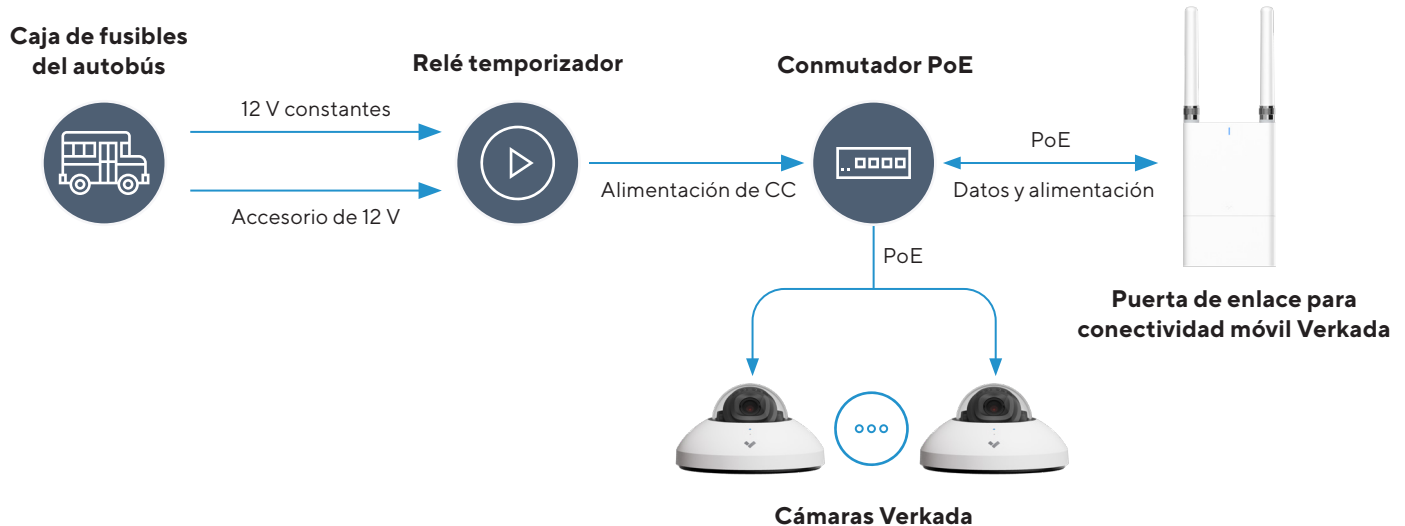 Caja de fusibles
del autobús
12 V constantes
Accesorio de 12 V
Relé temporizador
Alimentación de CC
Conmutador PoE
PoE
Datos y alimentación
PoE
Puerta de enlace para
conectividad móvil Verkada
Cámaras Verkada